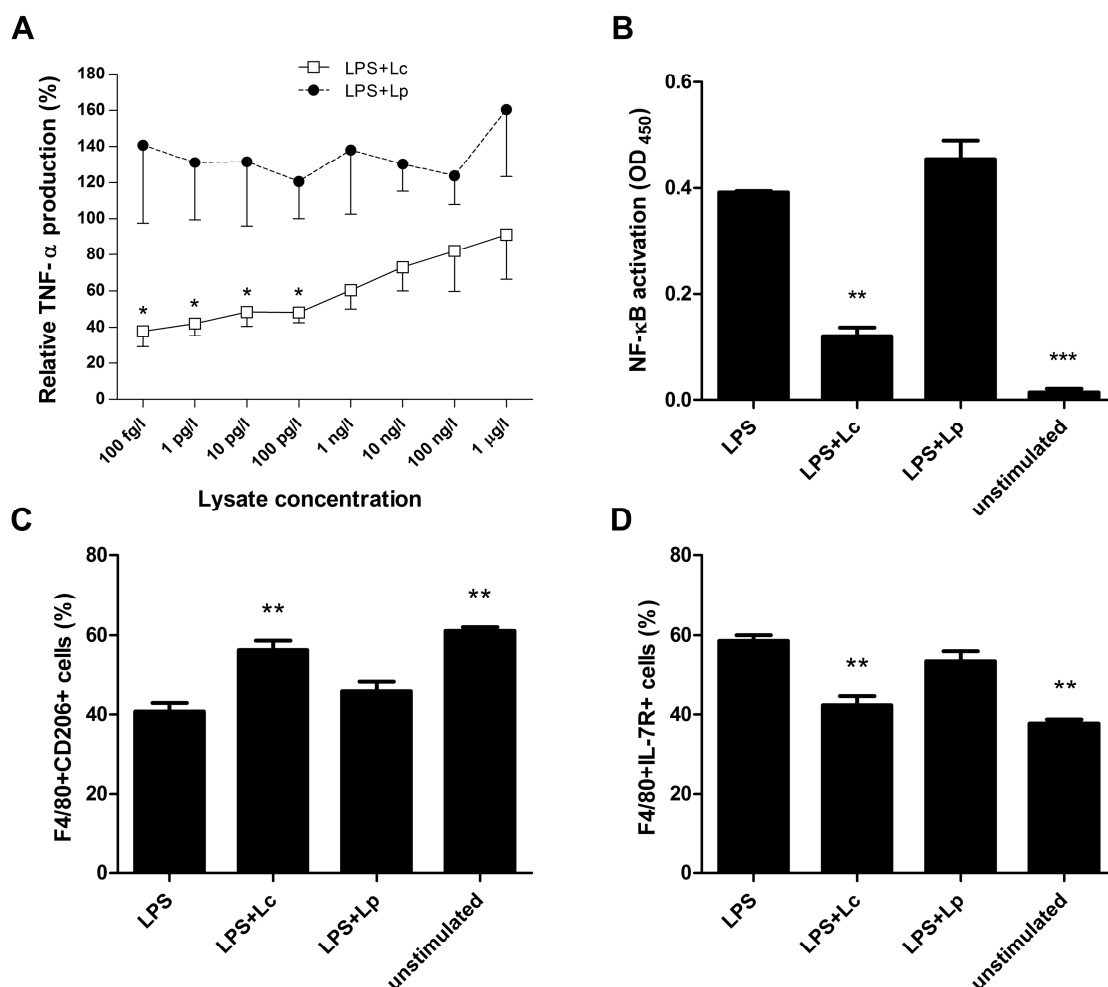 A
LPS+Lc
LPS+Lp
Relative TNF-α production (%)
180
160
140
120
100
80
60
40
20
0
* * * *
100 fg/l 1 pg/l 10 pg/l 100 pg/l 1 ng/l 10 ng/l 100 ng/l 1 µg/l
Lysate concentration
B
NF-κB activation (OD450)
0.6
0.4
0.2
0.0
** ***
LPS LPS+Lc LPS+Lp unstimulated
C
F4/80+CD206+ cells (%)
80
60
40
20
0
** **
LPS LPS+Lc LPS+Lp unstimulated
D
F4/80+IL-7R+ cells (%)
80
60
40
20
0
** **
LPS LPS+Lc LPS+Lp unstimulated